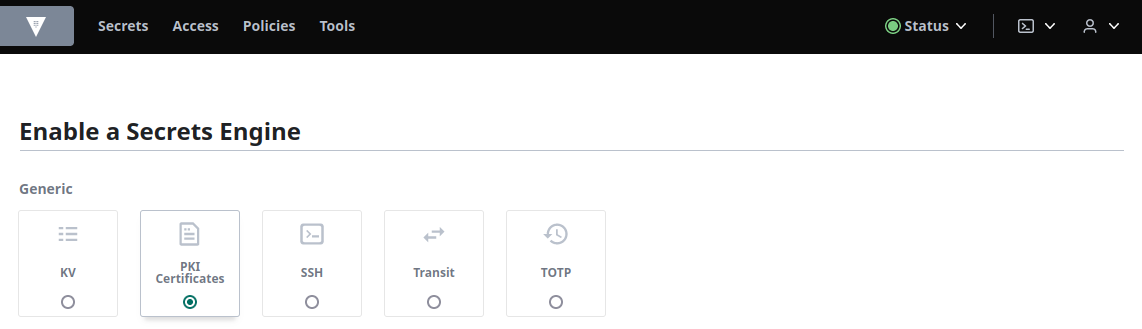 Secrets Access Policies Tools Status
Enable a Secrets Engine
Generic
KV
PKI
Certificates
SSH
Transit
TOTP